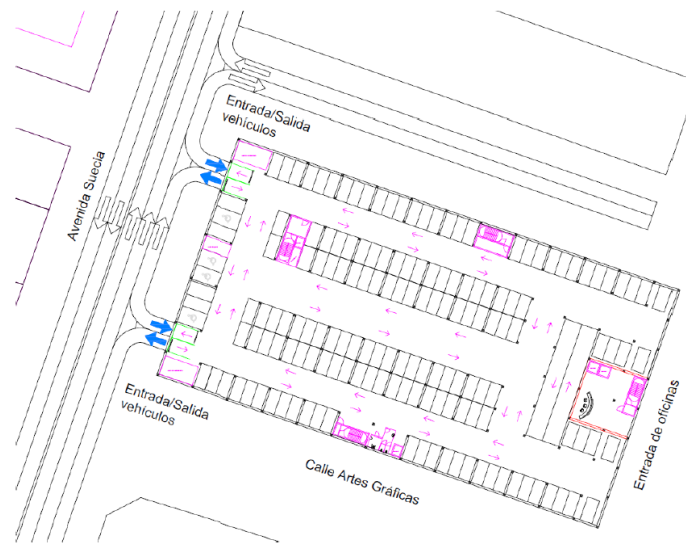 Entrada/Salida
vehículos
Avenida Suecia
Entrada/Salida
vehículos
Calle Artes Gráficas
Entrada de oficinas